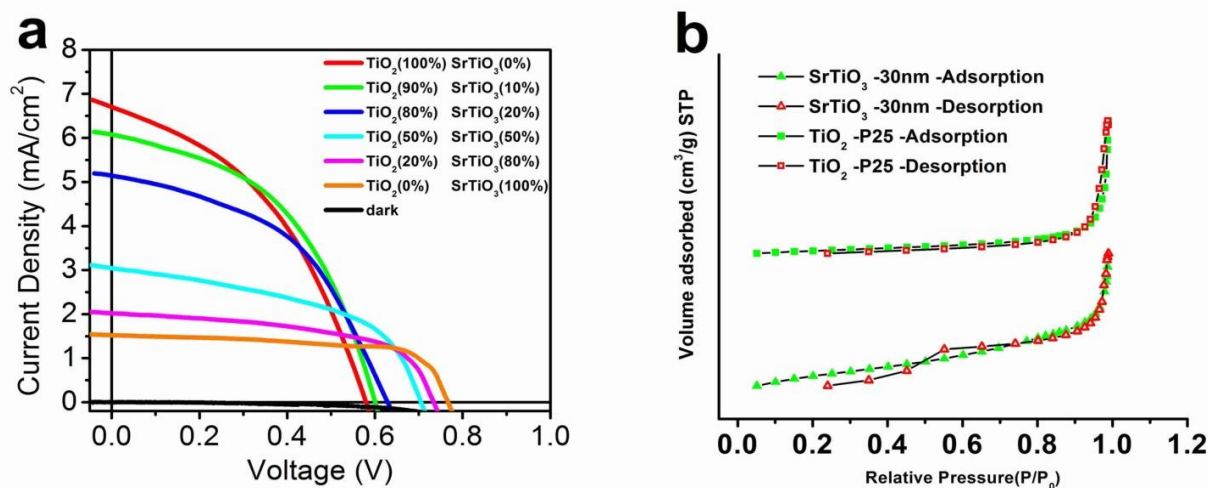 a
8
7
6
5
4
3
2
1
0
Current Density (mA/cm²)
TiO₂(100%) SrTiO₃(0%)
TiO₂(90%) SrTiO₃(10%)
TiO₂(80%) SrTiO₃(20%)
TiO₂(50%) SrTiO₃(50%)
TiO₂(20%) SrTiO₃(80%)
TiO₂(0%) SrTiO₃(100%)
dark
0.0 0.2 0.4 0.6 0.8 1.0
Voltage (V)
b
Volume adsorbed (cm³/g) STP
SrTiO₃ -30nm -Adsorption
SrTiO₃ -30nm -Desorption
TiO₂ -P25 -Adsorption
TiO₂ -P25 -Desorption
0.0 0.2 0.4 0.6 0.8 1.0 1.2
Relative Pressure(P/P₀)